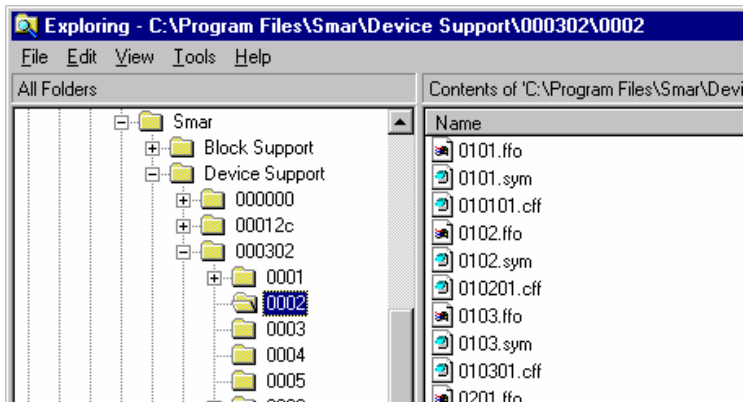 Exploring - C:\Program Files\Smar\Device Support\000302\0002
File Edit View Tools Help
All Folders
Contents of 'C:\Program Files\Smar\Devi
Smar
Block Support
Device Support
000000
00012c
000302
0001
0002
0003
0004
0005
Name
0101.ffo
0101.sym
010101.cff
0102.ffo
0102.sym
010201.cff
0103.ffo
0103.sym
010301.cff
0201.ffo